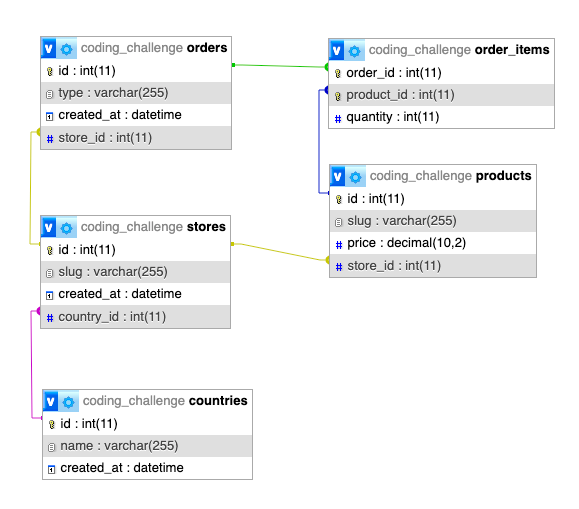 v coding_challenge orders
id : int(11)
type : varchar(255)
created_at : datetime
# store_id : int(11)
v coding_challenge order_items
order_id : int(11)
product_id : int(11)
# quantity : int(11)
v coding_challenge products
id : int(11)
slug : varchar(255)
# price : decimal(10,2)
# store_id : int(11)
v coding_challenge stores
id : int(11)
slug : varchar(255)
created_at : datetime
# country_id : int(11)
v coding_challenge countries
id : int(11)
name : varchar(255)
created_at : datetime